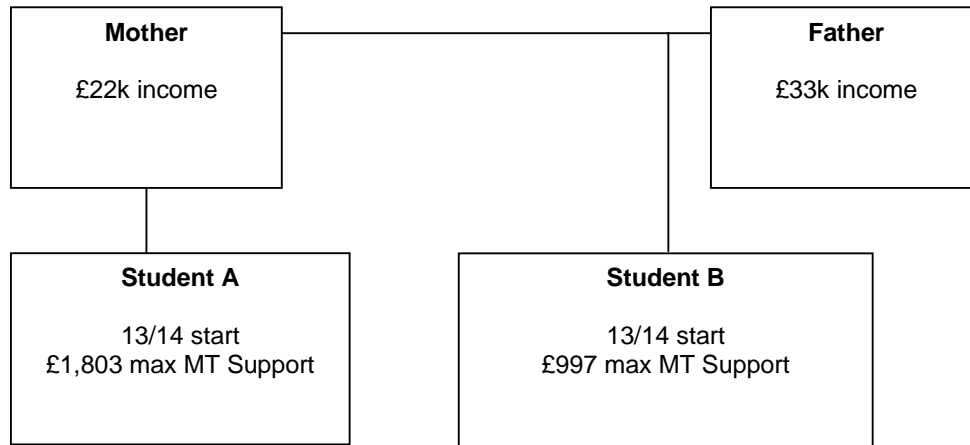 Mother
£22k income
Father
£33k income
Student A
13/14 start
£1,803 max MT Support
Student B
13/14 start
£997 max MT Support